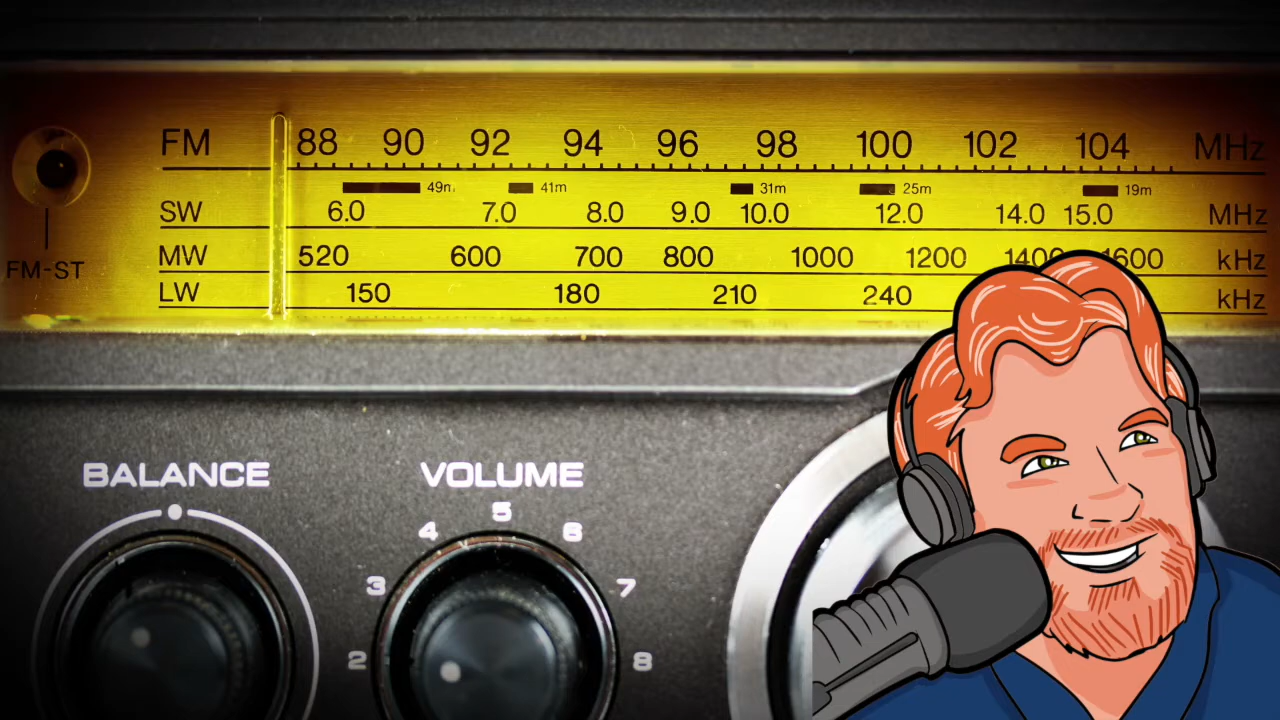 FM 88 90 92 94 96 98 100 102 104 MHz
49m 41m 31m 25m 19m
SW 6.0 7.0 8.0 9.0 10.0 12.0 14.0 15.0 MHz
MW 520 600 700 800 1000 1200 1400 1600 kHz
LW 150 180 210 240 kHz
FM-ST
BALANCE
VOLUME
2 3 4 5 6 7 8